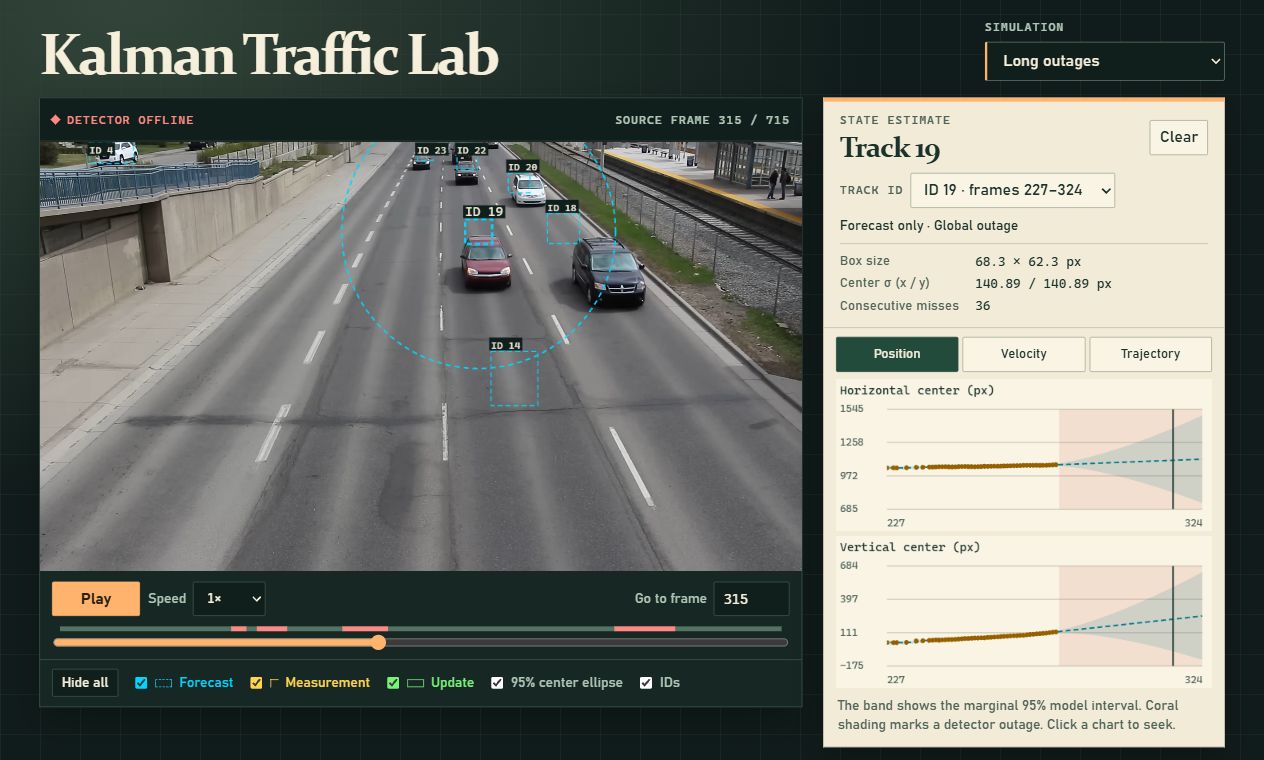 Kalman Traffic Lab
SIMULATION
Long outages
DETECTOR OFFLINE
SOURCE FRAME 315 / 715
ID 4
ID 23
ID 22
ID 20
ID 19
ID 18
ID 14
Play
Speed
1×
Go to frame
315
Hide all
Forecast
Measurement
Update
95% center ellipse
IDs
STATE ESTIMATE
Track 19
Clear
TRACK ID
ID 19 · frames 227–324
Forecast only · Global outage
Box size 68.3 × 62.3 px
Center σ (x / y) 140.89 / 140.89 px
Consecutive misses 36
Position
Velocity
Trajectory
Horizontal center (px)
1545
1258
972
685
227
324
Vertical center (px)
684
397
111
−175
227
324
The band shows the marginal 95% model interval. Coral
shading marks a detector outage. Click a chart to seek.